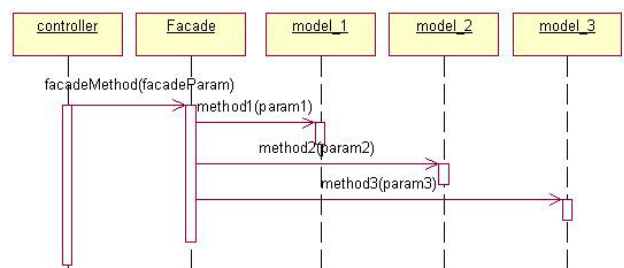 controller
Facade
model_1
model_2
model_3
facadeMethod(facadeParam)
method1(param1)
method2(param2)
method3(param3)